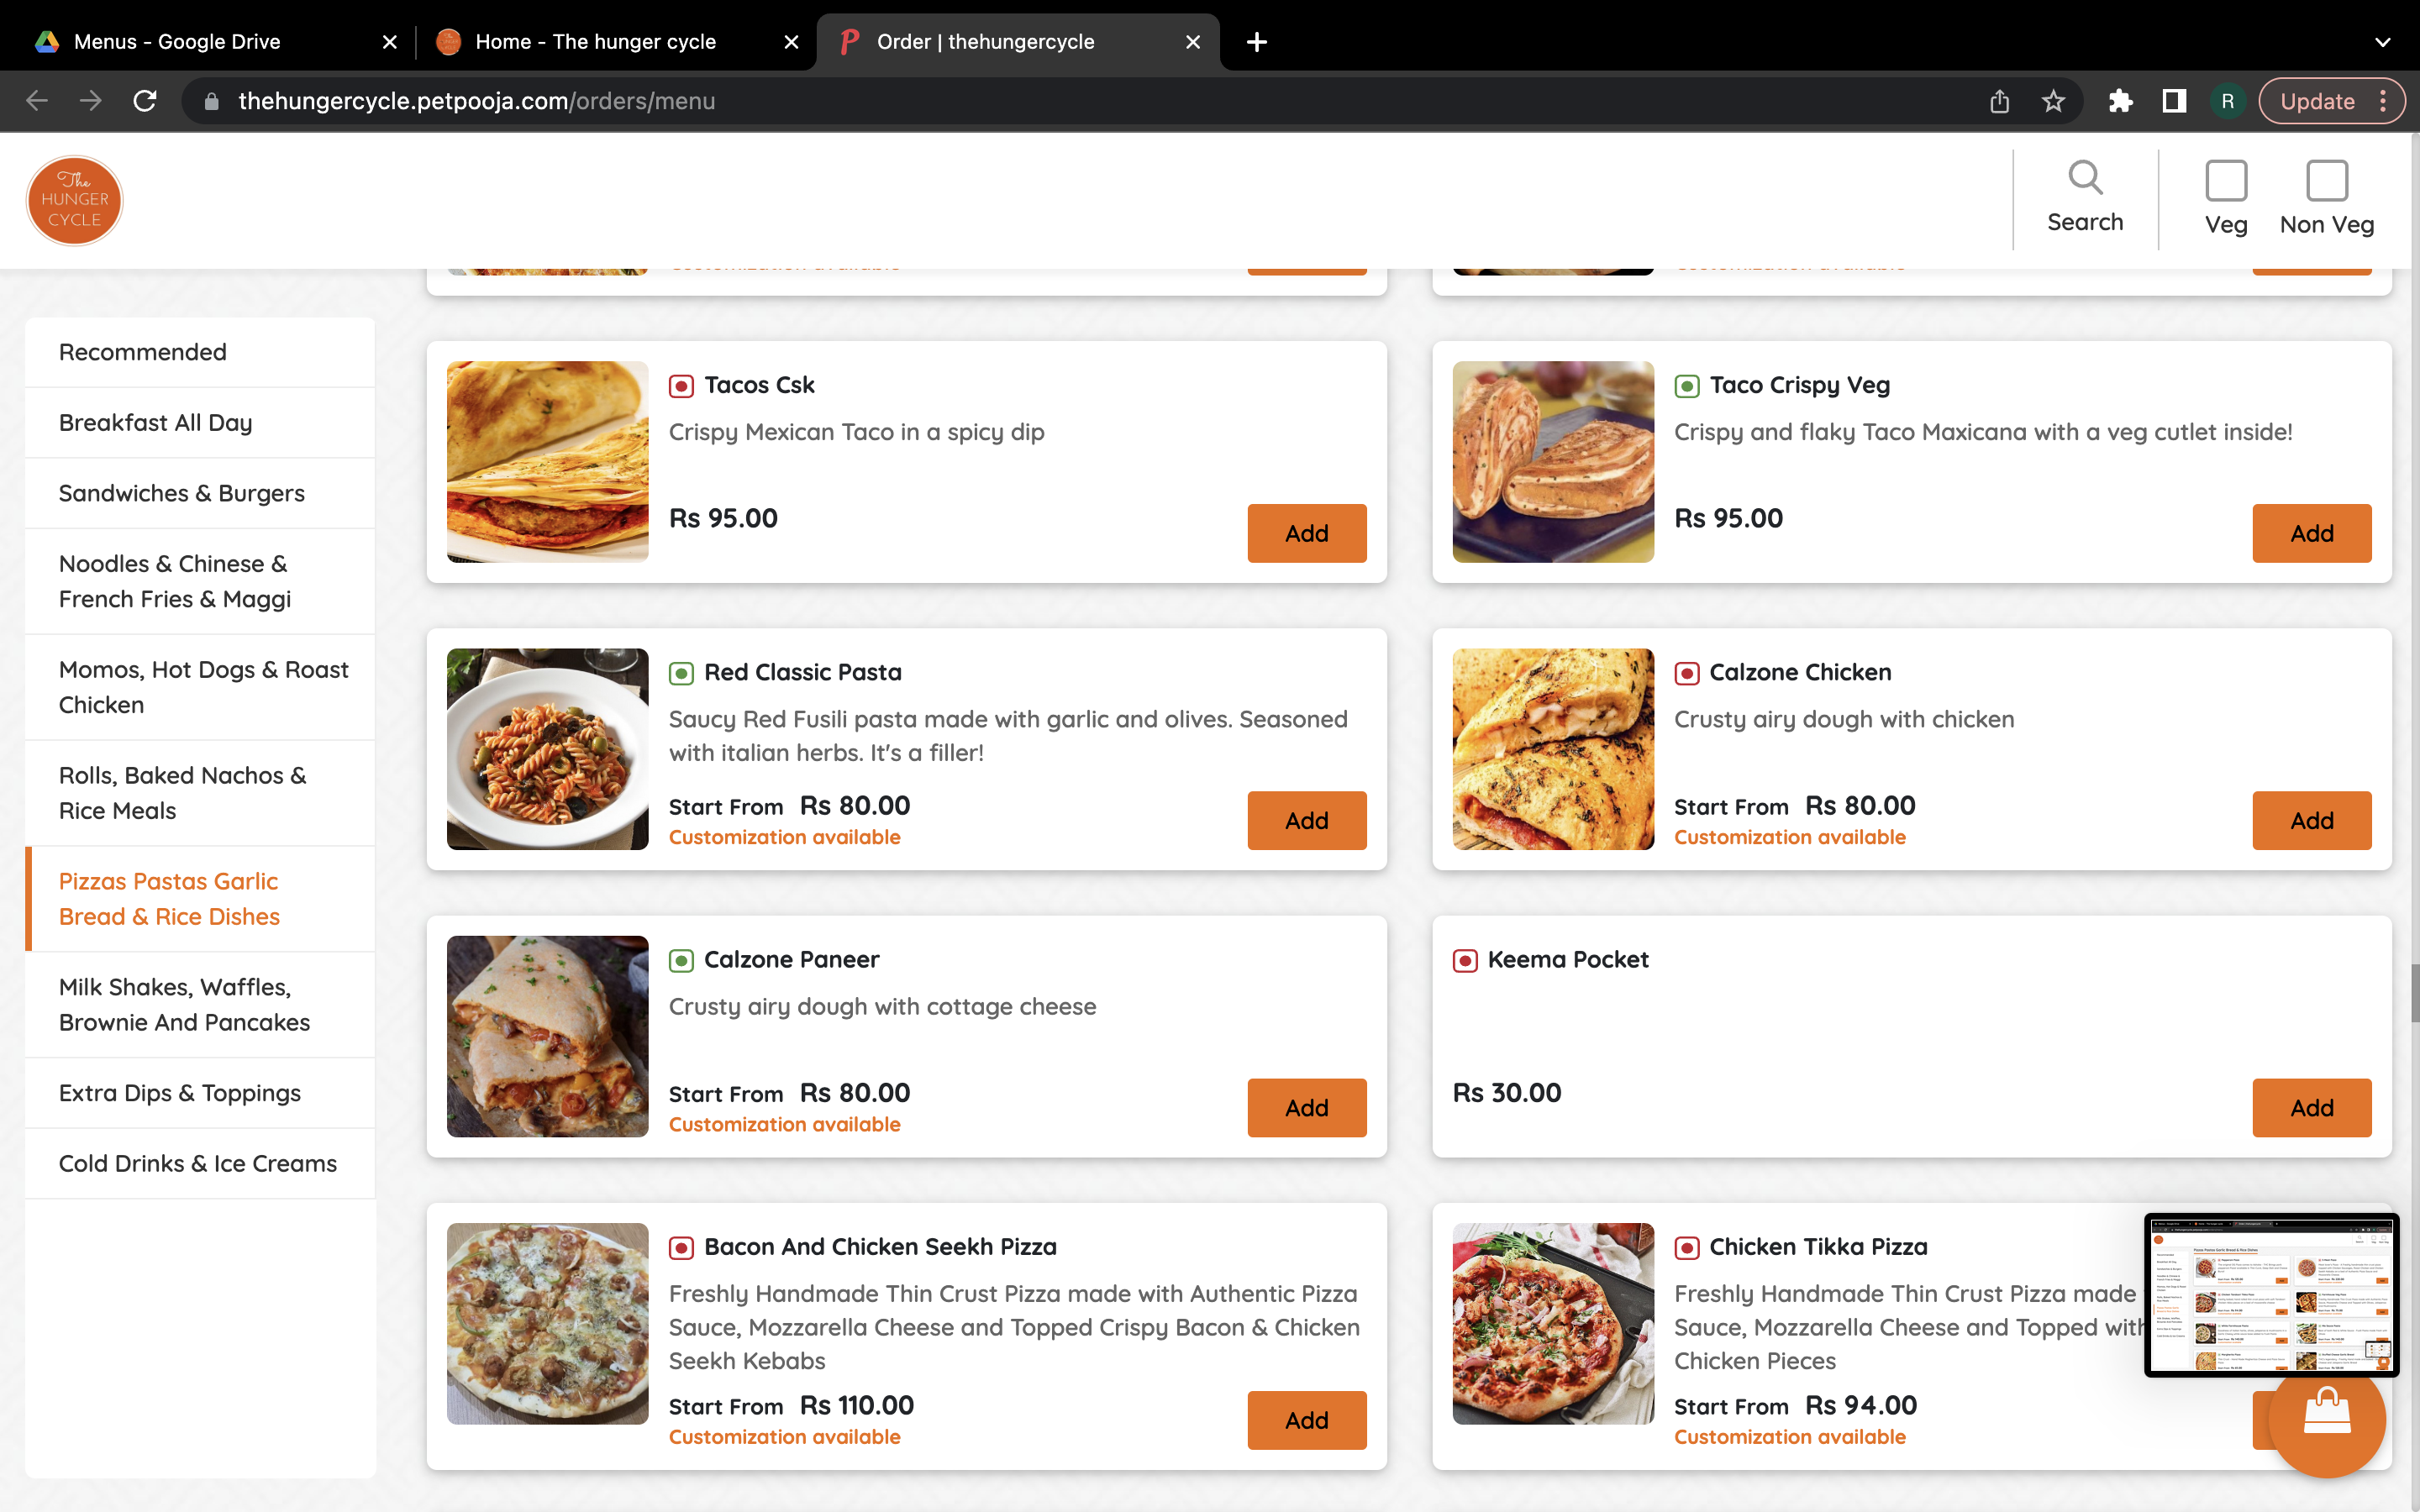 Menus - Google Drive
Home - The hunger cycle
Order | thehungercycle
thehungercycle.petpooja.com/orders/menu
R
Update
The
HUNGER
CYCLE
Search
Veg
Non Veg
Recommended
Breakfast All Day
Sandwiches & Burgers
Noodles & Chinese &
French Fries & Maggi
Momos, Hot Dogs & Roast
Chicken
Rolls, Baked Nachos &
Rice Meals
Pizzas Pastas Garlic
Bread & Rice Dishes
Milk Shakes, Waffles,
Brownie And Pancakes
Extra Dips & Toppings
Cold Drinks & Ice Creams
Tacos Csk
Crispy Mexican Taco in a spicy dip
Rs 95.00
Add
Taco Crispy Veg
Crispy and flaky Taco Maxicana with a veg cutlet inside!
Rs 95.00
Add
Red Classic Pasta
Saucy Red Fusili pasta made with garlic and olives. Seasoned
with italian herbs. It's a filler!
Start From Rs 80.00
Customization available
Add
Calzone Chicken
Crusty airy dough with chicken
Start From Rs 80.00
Customization available
Add
Calzone Paneer
Crusty airy dough with cottage cheese
Start From Rs 80.00
Customization available
Add
Keema Pocket
Rs 30.00
Add
Bacon And Chicken Seekh Pizza
Freshly Handmade Thin Crust Pizza made with Authentic Pizza
Sauce, Mozzarella Cheese and Topped Crispy Bacon & Chicken
Seekh Kebabs
Start From Rs 110.00
Customization available
Add
Chicken Tikka Pizza
Freshly Handmade Thin Crust Pizza made
Sauce, Mozzarella Cheese and Topped with
Chicken Pieces
Start From Rs 94.00
Customization available